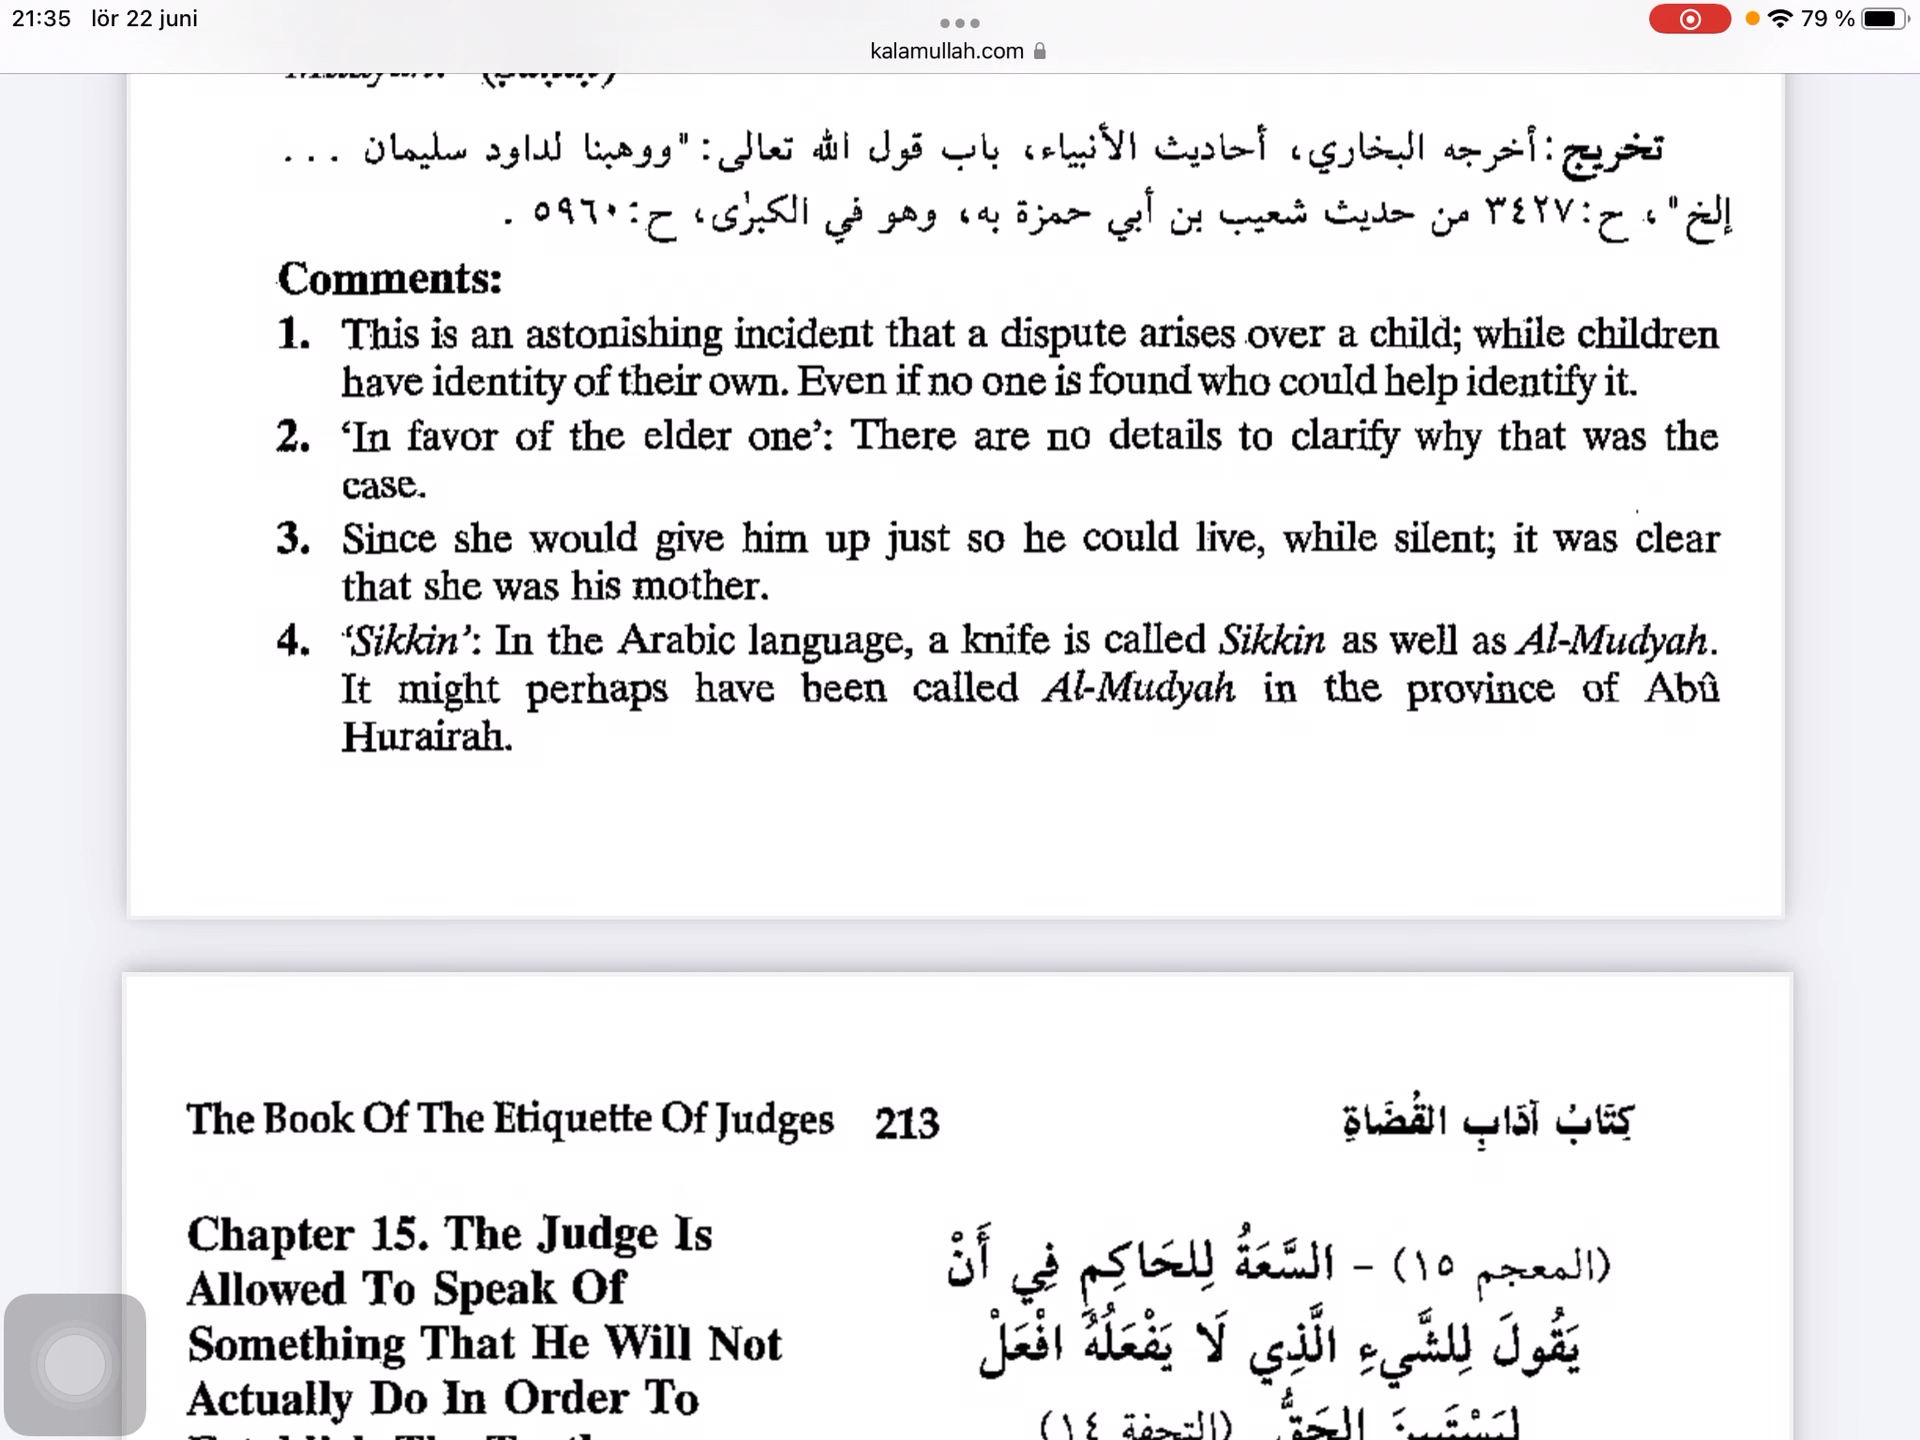 21:35 lör 22 juni
79 %
kalamullah.com
تخريج: أخرجه البخاري، أحاديث الأنبياء، باب قول الله تعالى: "ووهبنا لداود سليمان ...
إلخ"، ح:٣٤٢٧ من حديث شعيب بن أبي حمزة به، وهو في الكبرٰى، ح:٥٩٦٠ .
Comments:
1. This is an astonishing incident that a dispute arises over a child; while children
have identity of their own. Even if no one is found who could help identify it.
2. ‘In favor of the elder one’: There are no details to clarify why that was the
case.
3. Since she would give him up just so he could live, while silent; it was clear
that she was his mother.
4. ‘Sikkin’: In the Arabic language, a knife is called Sikkin as well as Al-Mudyah.
It might perhaps have been called Al-Mudyah in the province of Abû
Hurairah.
The Book Of The Etiquette Of Judges 213
كِتَابُ آدَابِ القُضَاةِ
Chapter 15. The Judge Is
Allowed To Speak Of
Something That He Will Not
Actually Do In Order To
(المعجم ١٥) - السَّعَةُ لِلحَاكِمِ فِي أَنْ
يَقُولَ لِلشَّيءِ الَّذِي لَا يَفْعَلُهُ افْعَلْ
لِيَسْتَبِينَ الحَقُّ (التحفة ١٤)